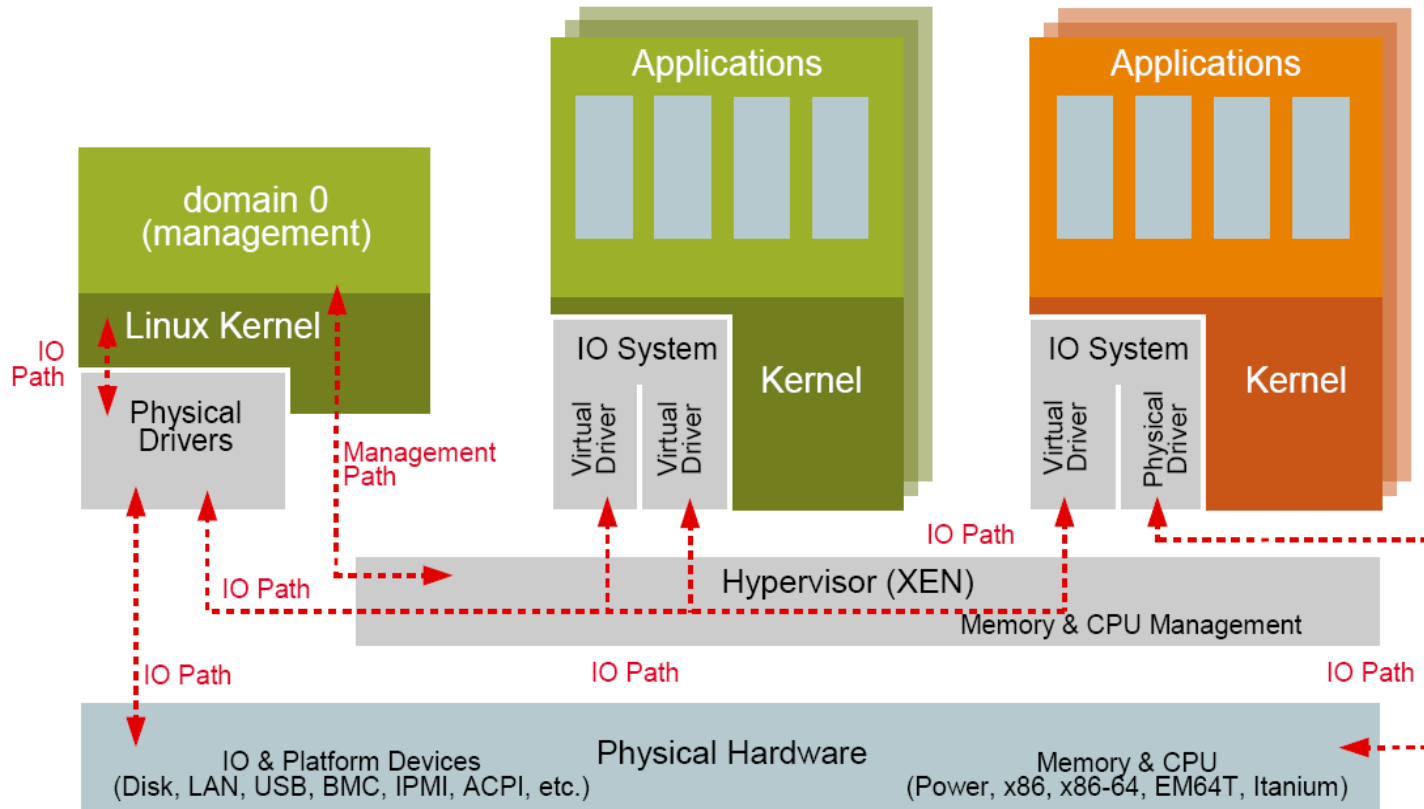 Applications
Applications
domain 0
(management)
Linux Kernel
IO
Path
Physical
Drivers
Management
Path
IO System
Kernel
Virtual
Driver
Virtual
Driver
IO System
Kernel
Virtual
Driver
Physical
Driver
IO Path
IO Path
Hypervisor (XEN)
Memory & CPU Management
IO Path
IO Path
IO Path
Physical Hardware
IO & Platform Devices
(Disk, LAN, USB, BMC, IPMI, ACPI, etc.)
Memory & CPU
(Power, x86, x86-64, EM64T, Itanium)